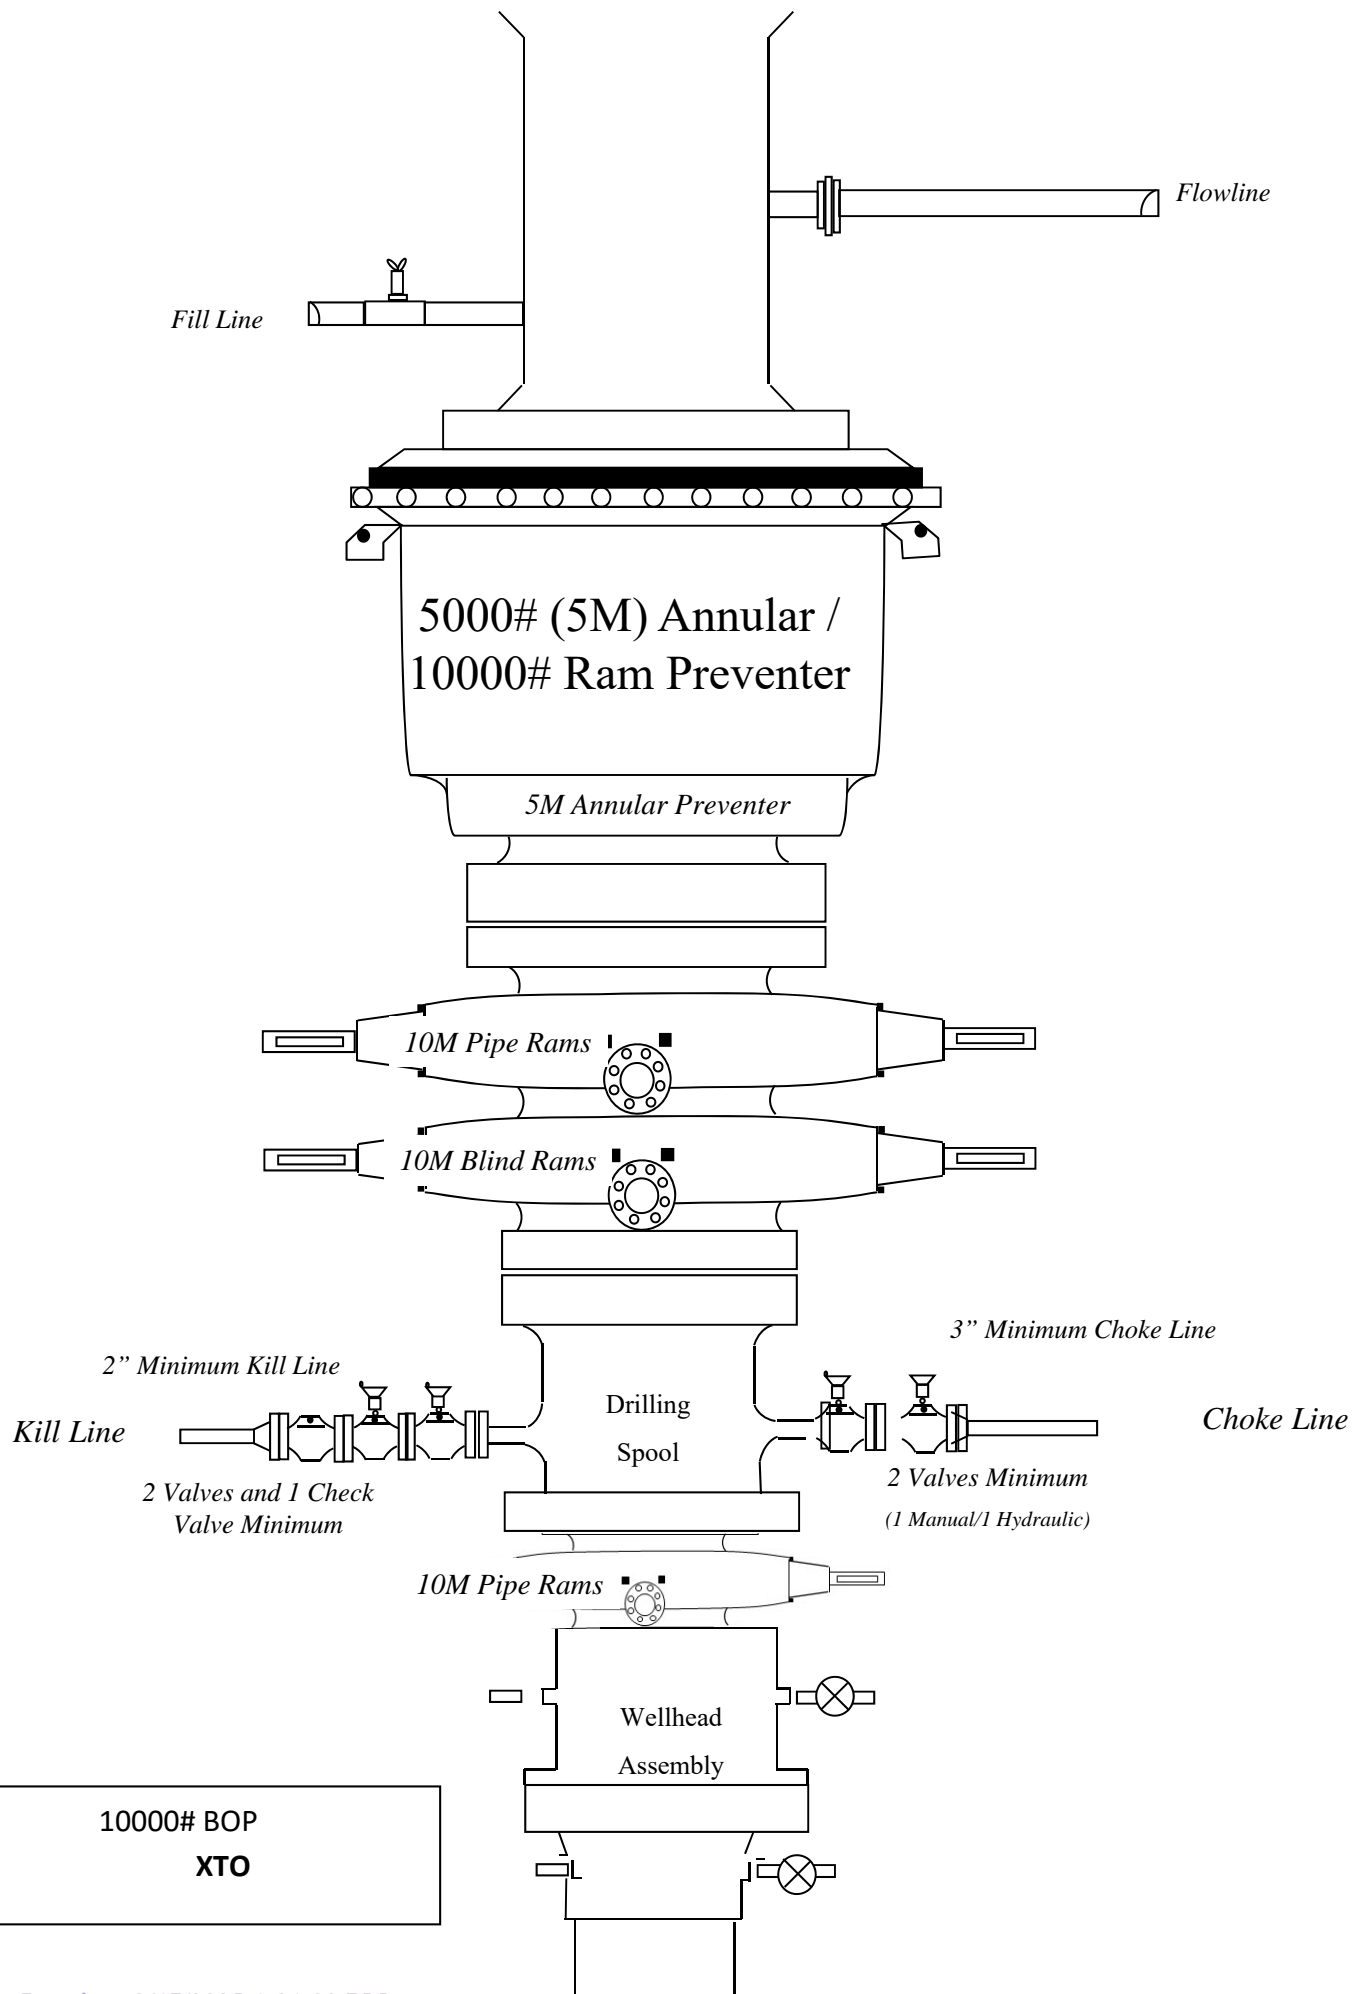 Flowline
Fill Line
5000# (5M) Annular /
10000# Ram Preventer
5M Annular Preventer
10M Pipe Rams
10M Blind Rams
3” Minimum Choke Line
2” Minimum Kill Line
Drilling
Spool
Kill Line
Choke Line
2 Valves and 1 Check
Valve Minimum
2 Valves Minimum
(1 Manual/1 Hydraulic)
10M Pipe Rams
Wellhead
Assembly
10000# BOP
XTO